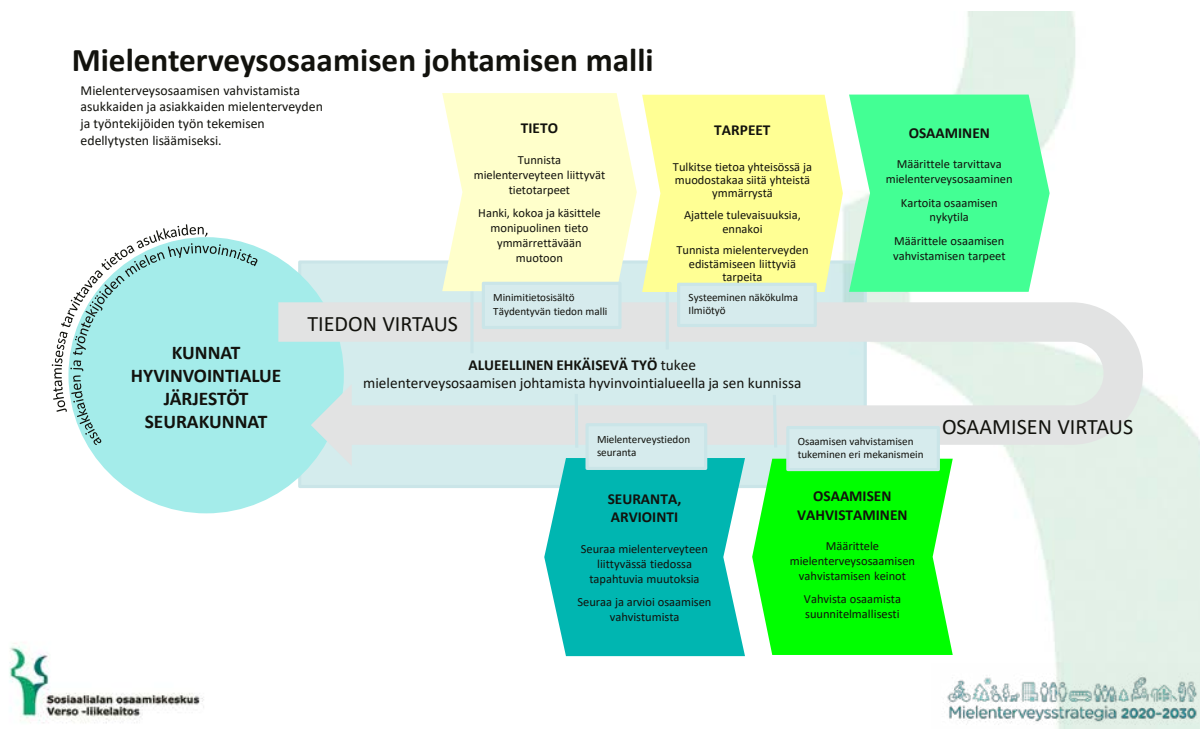 Mielenterveysosaamisen johtamisen malli
Mielenterveysosaamisen vahvistamista
asukkaiden ja asiakkaiden mielenterveyden
ja työntekijöiden työn tekemisen
edellytysten lisäämiseksi.
TIETO
Tunnista
mielenterveyteen liittyvät
tietotarpeet
Hanki, kokoa ja käsittele
monipuolinen tieto
ymmärrettävään
muotoon
TARPEET
Tulkitse tietoa yhteisössä ja
muodostakaa siitä yhteistä
ymmärrystä
Ajattele tulevaisuuksia,
ennakoi
Tunnista mielenterveyden
edistämiseen liittyviä
tarpeita
OSAAMINEN
Määrittele tarvittava
mielenterveysosaaminen
Kartoita osaamisen
nykytila
Määrittele osaamisen
vahvistamisen tarpeet
Johtamisessa tarvittavaa tietoa asukkaiden,
asiakkaiden ja työntekijöiden mielen hyvinvoinnista
Minimitietosisältö
Täydentyvän tiedon malli
Systeeminen näkökulma
Ilmiötyö
TIEDON VIRTAUS
KUNNAT
HYVINVOINTIALUE
JÄRJESTÖT
SEURAKUNNAT
ALUEELLINEN EHKÄISEVÄ TYÖ tukee
mielenterveysosaamisen johtamista hyvinvointialueella ja sen kunnissa
OSAAMISEN VIRTAUS
Mielenterveystiedon
seuranta
Osaamisen vahvistamisen
tukeminen eri mekanismein
SEURANTA,
ARVIOINTI
Seuraa mielenterveyteen
liittyvässä tiedossa
tapahtuvia muutoksia
Seuraa ja arvioi osaamisen
vahvistumista
OSAAMISEN
VAHVISTAMINEN
Määrittele
mielenterveysosaamisen
vahvistamisen keinot
Vahvista osaamista
suunnitelmallisesti
Sosiaalialan osaamiskeskus
Verso -liikelaitos
Mielenterveysstrategia 2020-2030